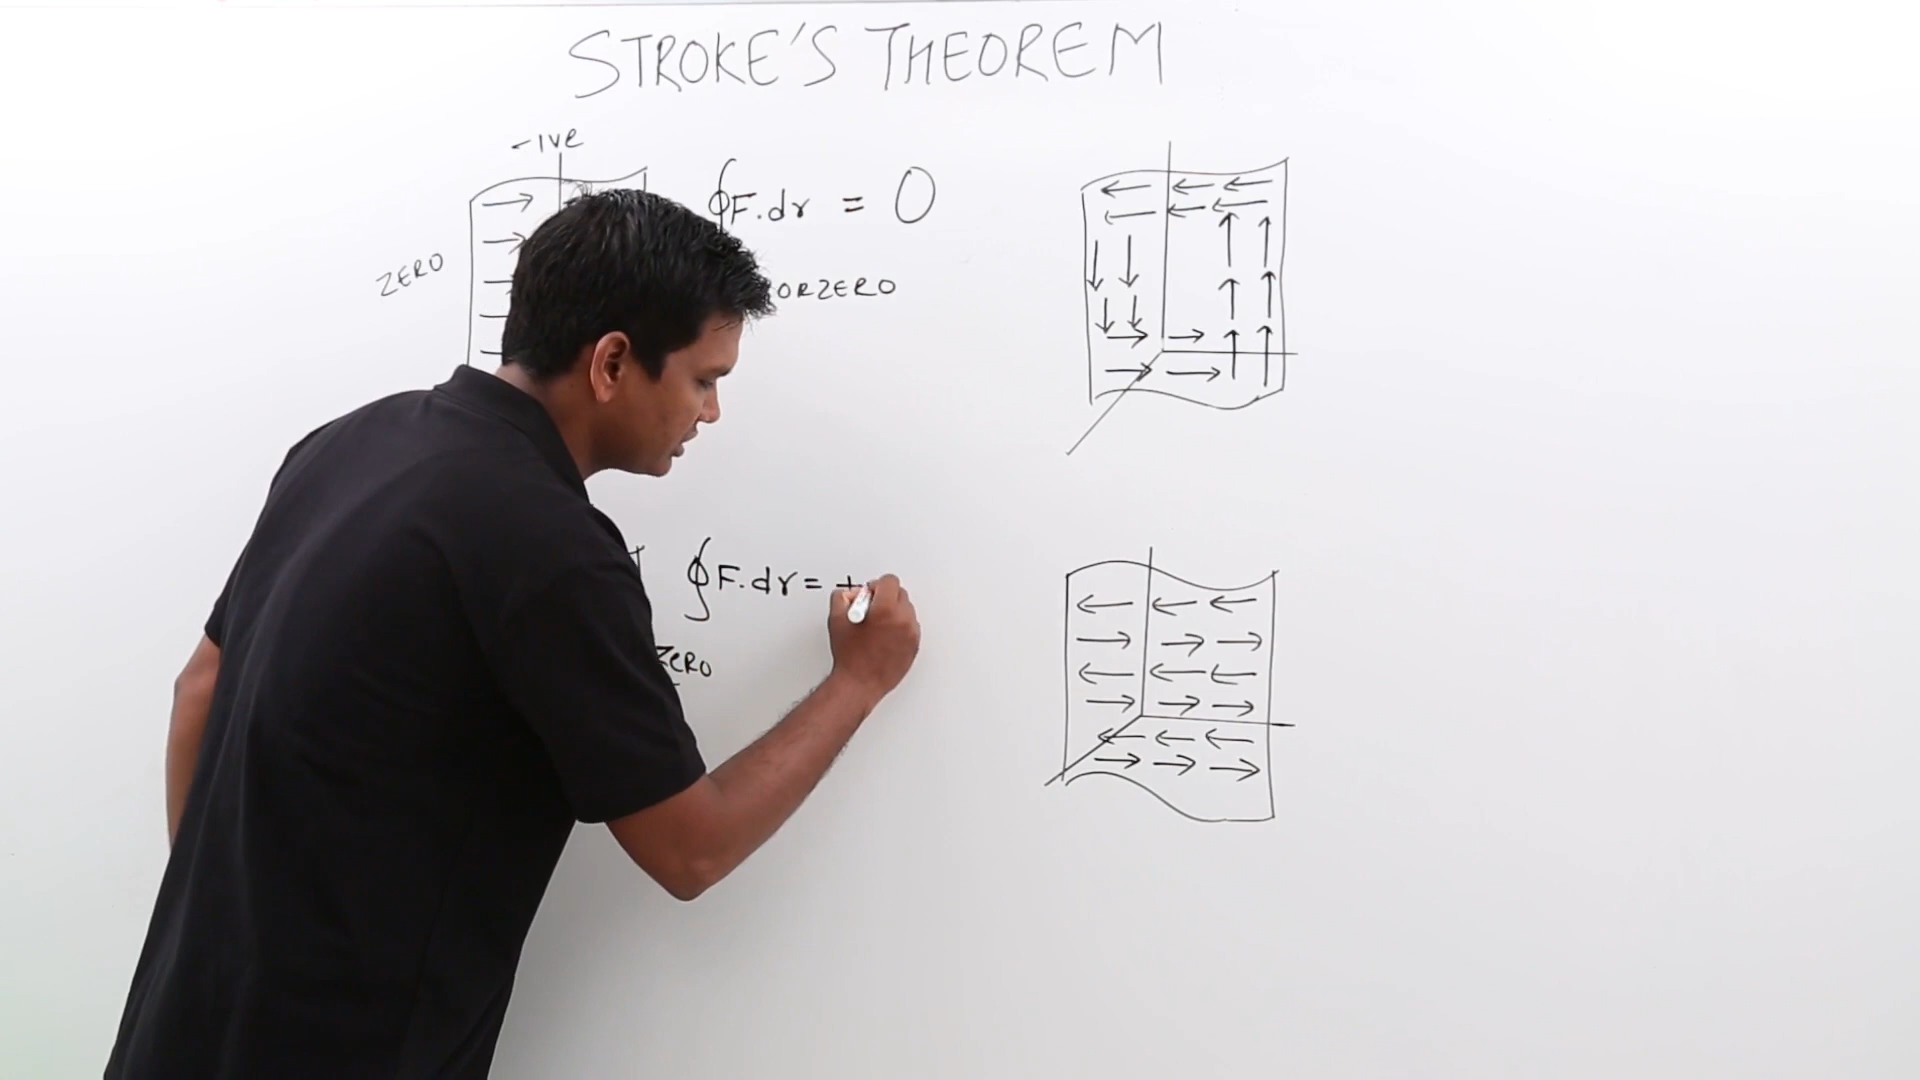 STROKE'S THEOREM
-ive
∮F.dr = 0
ZERO
ORZERO
∮F.dr = +
ZERO